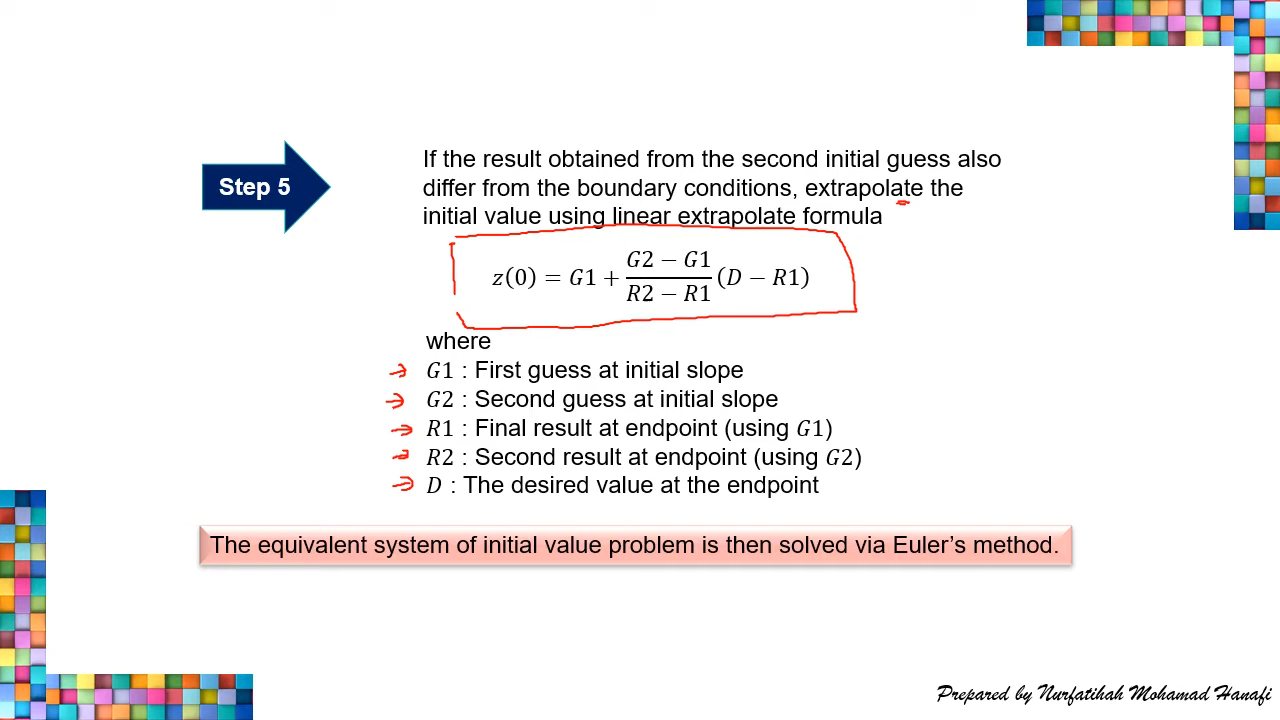 Step 5
If the result obtained from the second initial guess also
differ from the boundary conditions, extrapolate the
initial value using linear extrapolate formula
z(0) = G1 + \frac{G2 − G1}{R2 − R1}(D − R1)
where
G1 : First guess at initial slope
G2 : Second guess at initial slope
R1 : Final result at endpoint (using G1)
R2 : Second result at endpoint (using G2)
D : The desired value at the endpoint
The equivalent system of initial value problem is then solved via Euler’s method.
Prepared by Nurfatihah Mohamad Hanafi